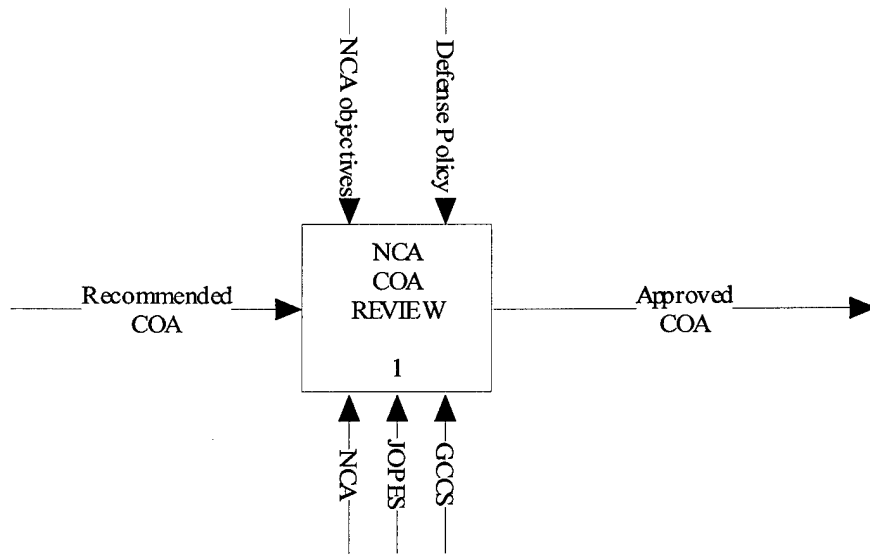 NCA objectives
Defense Policy
NCA
COA
REVIEW
1
Recommended
COA
Approved
COA
NCA
JOPES
GCCS